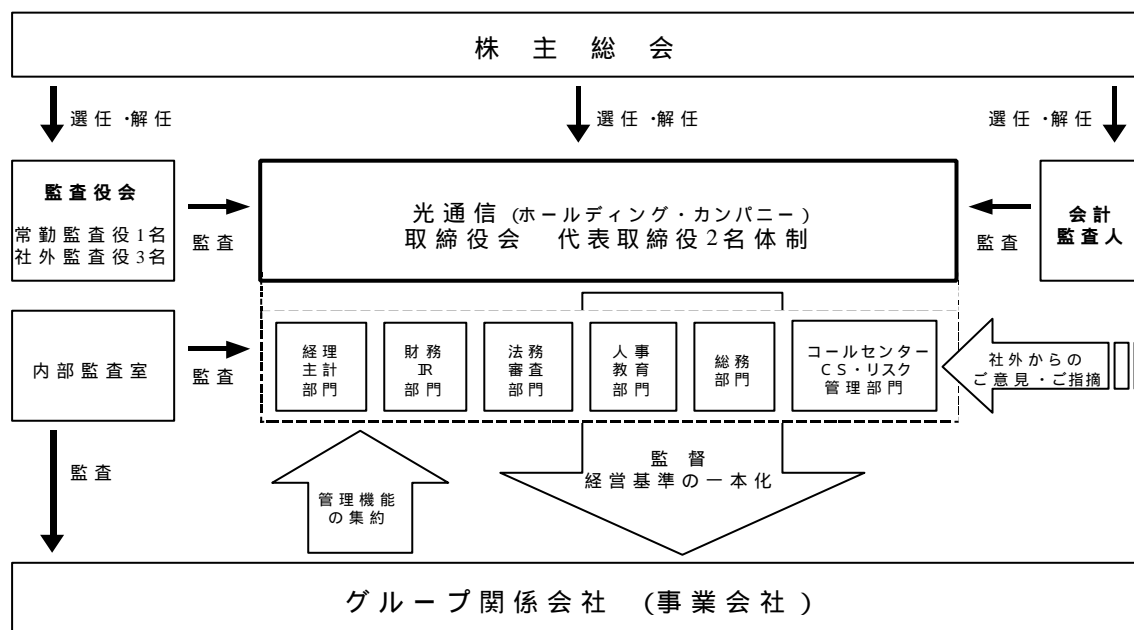 株主総会
選任・解任
選任・解任
選任・解任
監査役会
常勤監査役1名
社外監査役3名
監査
光通信(ホールディング・カンパニー)
取締役会 代表取締役2名体制
監査
会計
監査人
内部監査室
監査
経理
主計
部門
財務
IR
部門
法務
審査
部門
人事
教育
部門
総務
部門
コールセンター
CS・リスク
管理部門
社外からの
ご意見・ご指摘
監査
管理機能
の集約
監督
経営基準の一本化
グループ関係会社 (事業会社)